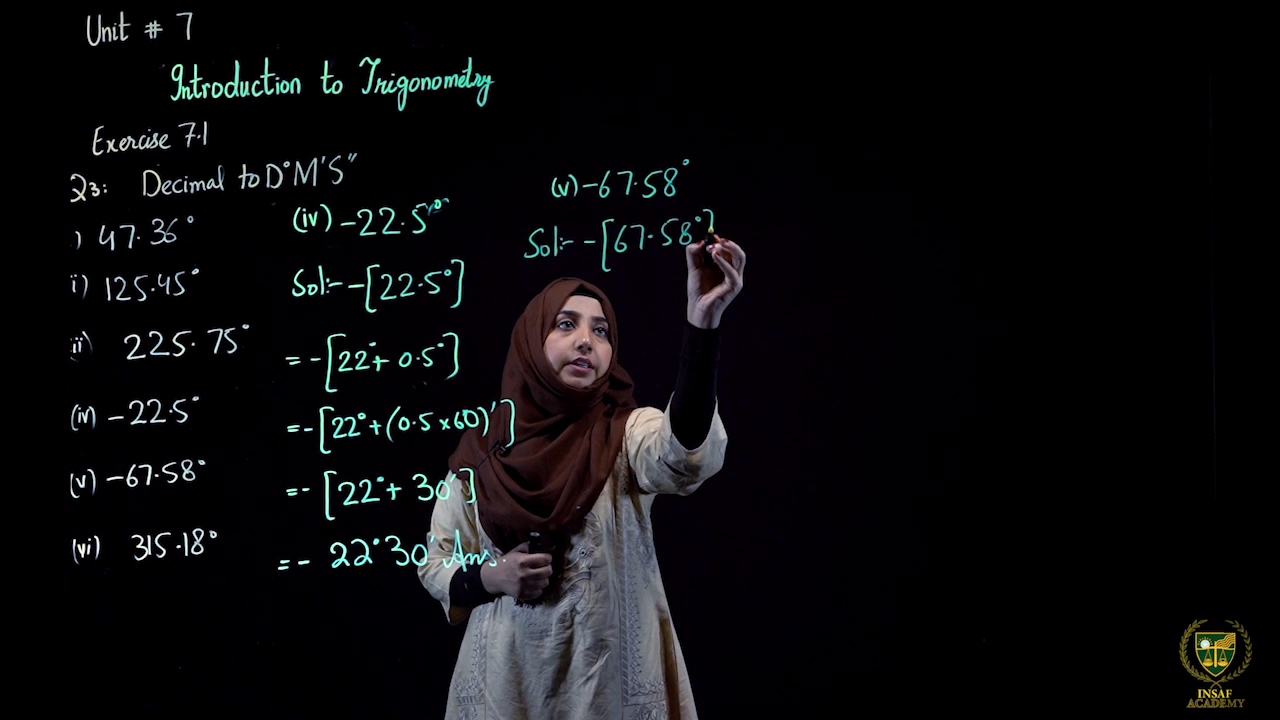 Unit # 7
Introduction to Trigonometry
Exercise 7.1
Q3: Decimal to D°M'S"
i) 47.36°
ii) 125.45°
iii) 225.75°
(iv) -22.5°
(v) -67.58°
(vi) 315.18°
(iv) -22.5°
Sol:- -[22.5°]
= -[22°+ 0.5°]
= -[22°+(0.5×60)']
= -[22°+ 30']
= - 22°30' Ans.
(v) -67.58°
Sol:- -[67.58°]
INSAF
ACADEMY